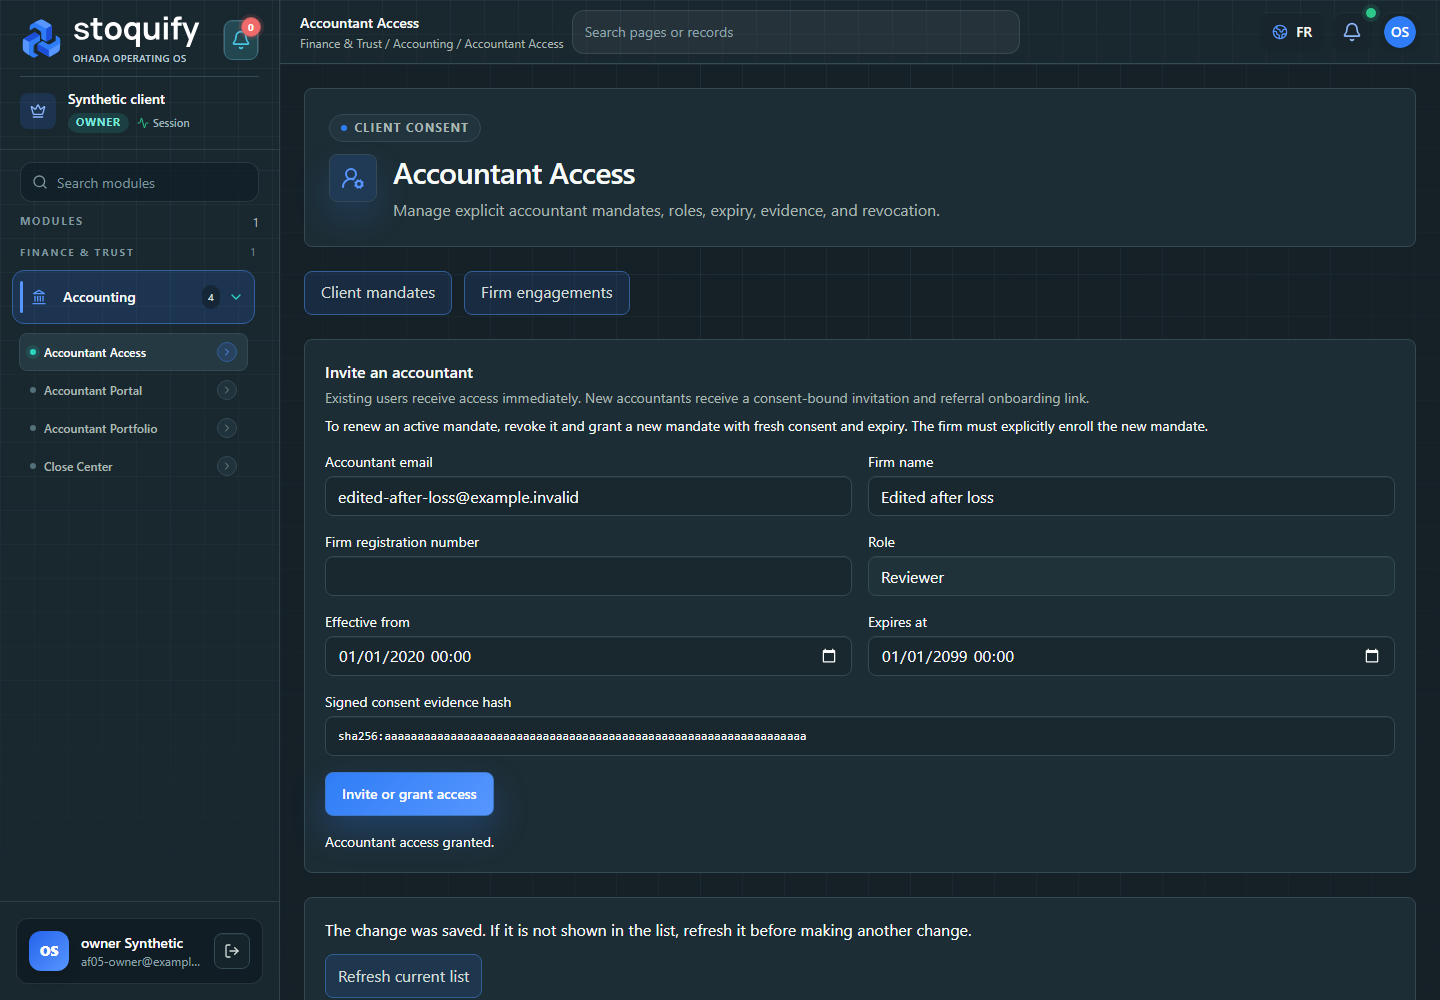 stoquify
OHADA OPERATING OS
0
Synthetic client
OWNER
Session
Search modules
MODULES 1
FINANCE & TRUST 1
Accounting 4
Accountant Access
Accountant Portal
Accountant Portfolio
Close Center
OS
owner Synthetic
af05-owner@exampl...
Accountant Access
Finance & Trust / Accounting / Accountant Access
Search pages or records
FR
OS
CLIENT CONSENT
Accountant Access
Manage explicit accountant mandates, roles, expiry, evidence, and revocation.
Client mandates
Firm engagements
Invite an accountant
Existing users receive access immediately. New accountants receive a consent-bound invitation and referral onboarding link.
To renew an active mandate, revoke it and grant a new mandate with fresh consent and expiry. The firm must explicitly enroll the new mandate.
Accountant email
edited-after-loss@example.invalid
Firm name
Edited after loss
Firm registration number
Role
Reviewer
Effective from
01/01/2020 00:00
Expires at
01/01/2099 00:00
Signed consent evidence hash
sha256:aaaaaaaaaaaaaaaaaaaaaaaaaaaaaaaaaaaaaaaaaaaaaaaaaaaaaaaaaaaaaaaa
Invite or grant access
Accountant access granted.
The change was saved. If it is not shown in the list, refresh it before making another change.
Refresh current list